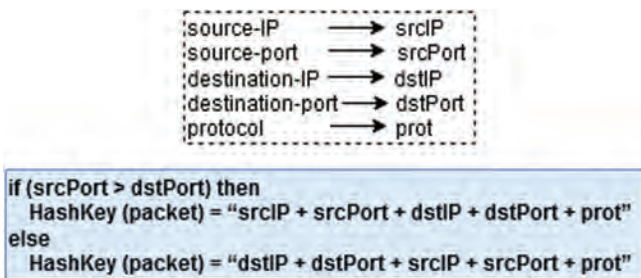 source-IP → srcIP
source-port → srcPort
destination-IP → dstIP
destination-port → dstPort
protocol → prot
if (srcPort > dstPort) then
HashKey (packet) = “srcIP + srcPort + dstIP + dstPort + prot”
else
HashKey (packet) = “dstIP + dstPort + srcIP + srcPort + prot”